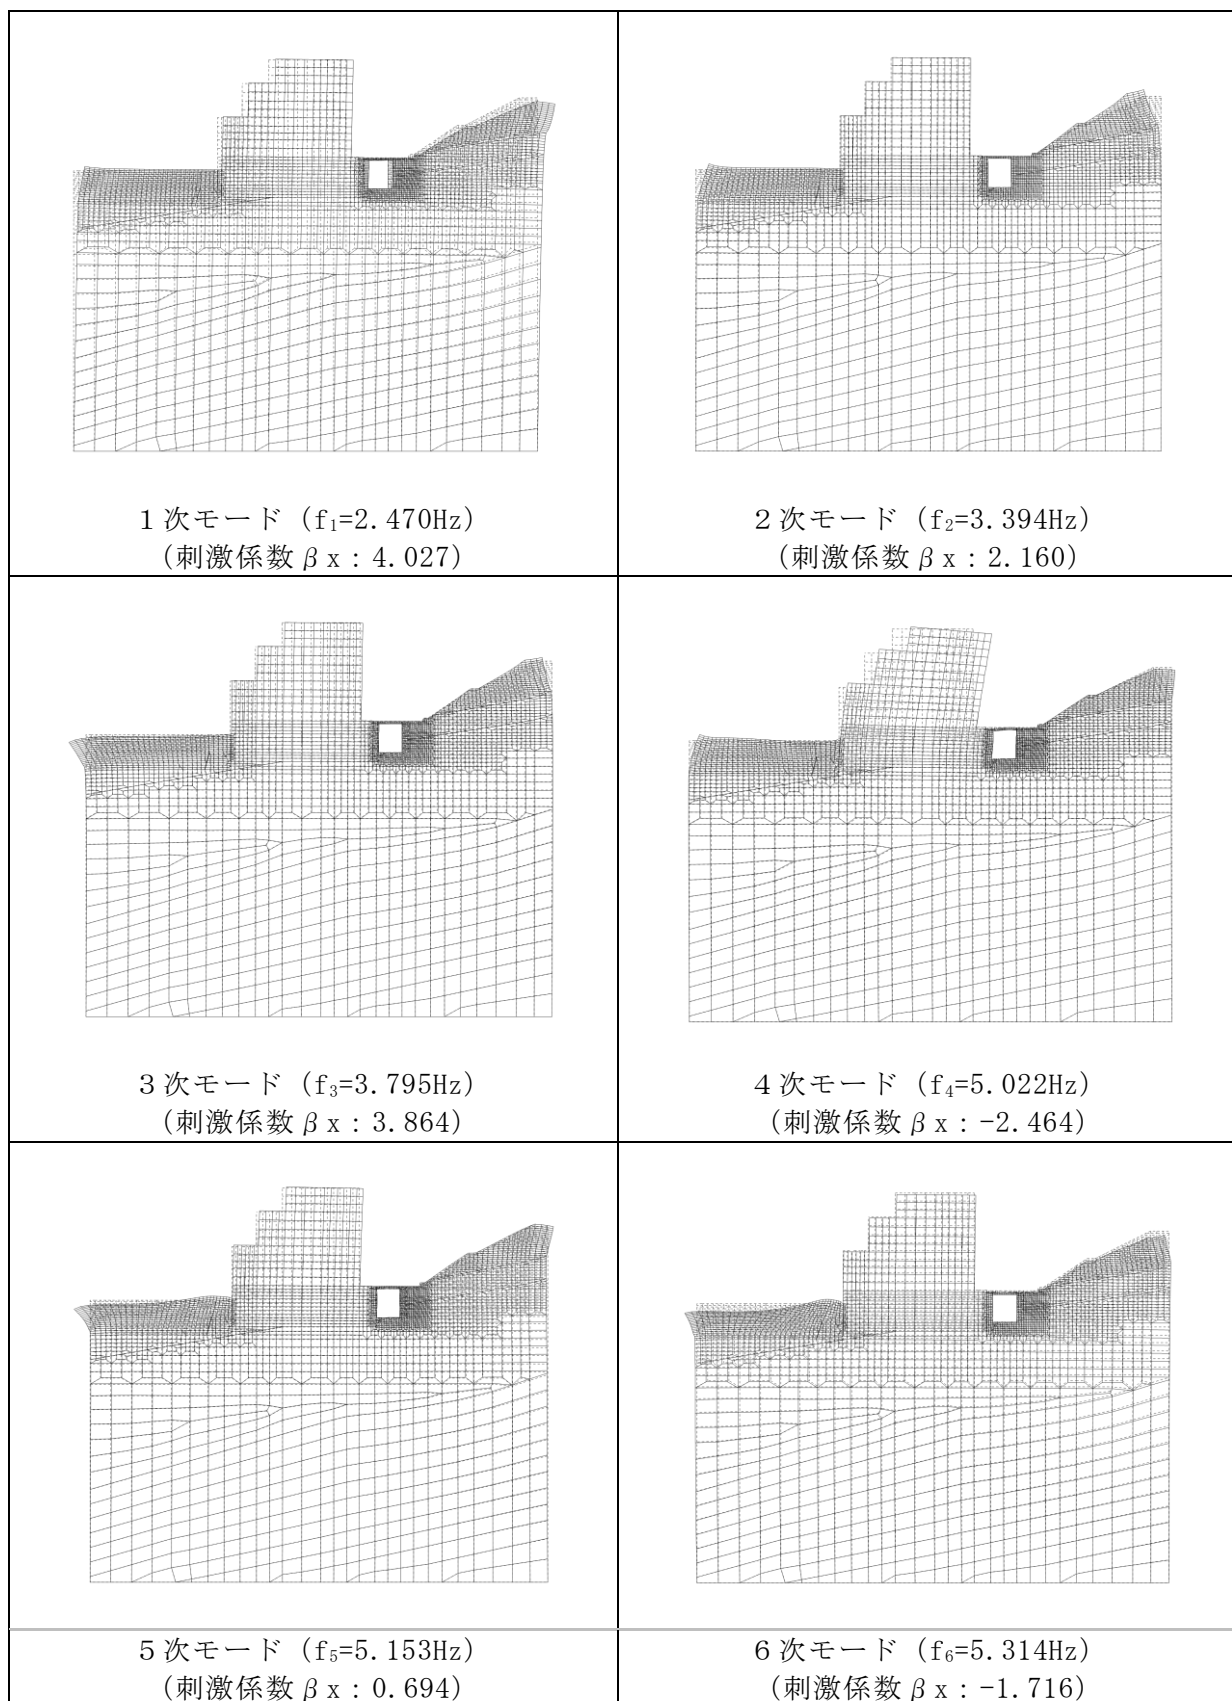 1次モード (f₁=2.470Hz)
(刺激係数βx:4.027)
2次モード (f₂=3.394Hz)
(刺激係数βx:2.160)
3次モード (f₃=3.795Hz)
(刺激係数βx:3.864)
4次モード (f₄=5.022Hz)
(刺激係数βx:-2.464)
5次モード (f₅=5.153Hz)
(刺激係数βx:0.694)
6次モード (f₆=5.314Hz)
(刺激係数βx:-1.716)